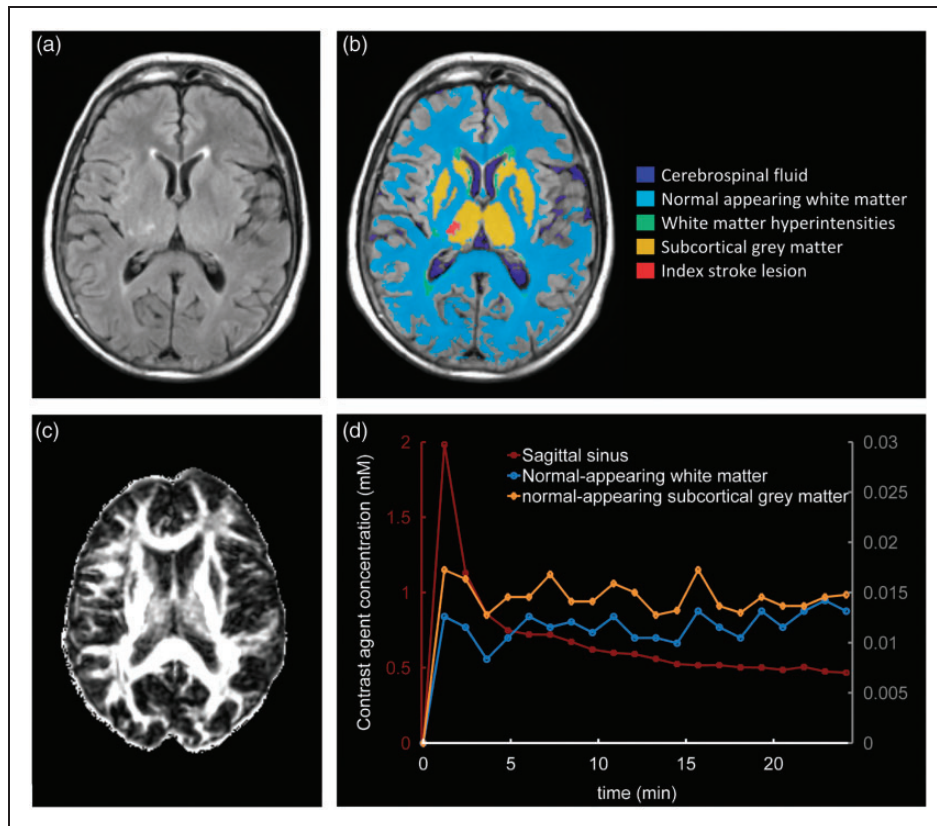 (a)
(b)
Cerebrospinal fluid
Normal appearing white matter
White matter hyperintensities
Subcortical grey matter
Index stroke lesion
(c)
(d)
Sagittal sinus
Normal-appearing white matter
normal-appearing subcortical grey matter
Contrast agent concentration (mM)
2
1.5
1
0.5
0
0.03
0.025
0.02
0.015
0.01
0.005
0
0 5 10 15 20
time (min)